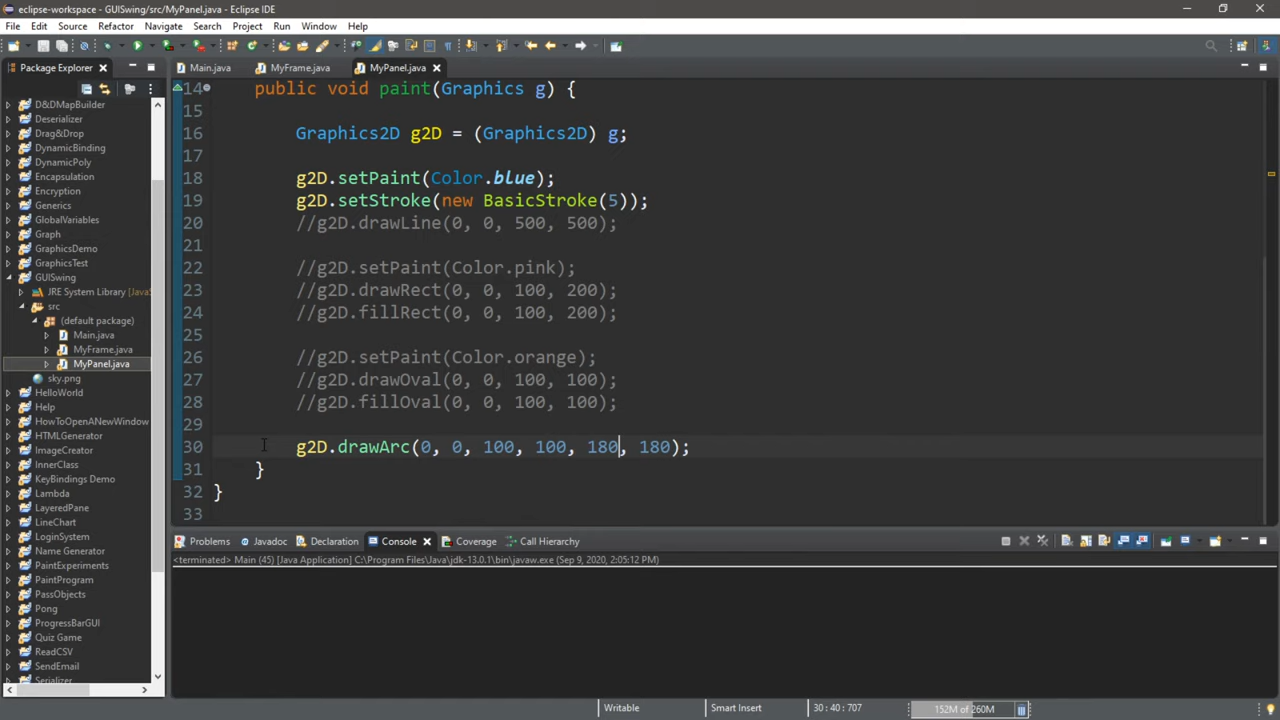 eclipse-workspace - GUISwing/src/MyPanel.java - Eclipse IDE
File Edit Source Refactor Navigate Search Project Run Window Help
Package Explorer
Main.java MyFrame.java MyPanel.java
D&DMapBuilder
Deserializer
Drag&Drop
DynamicBinding
DynamicPoly
Encapsulation
Encryption
Generics
GlobalVariables
Graph
GraphicsDemo
GraphicsTest
GUISwing
JRE System Library [JavaS
src
(default package)
Main.java
MyFrame.java
MyPanel.java
sky.png
HelloWorld
Help
HowToOpenANewWindow
HTMLReader
ImageCreator
InnerClass
KeyBindings Demo
Lambda
LayeredPane
LineChart
LoginSystem
Name Generator
PaintExperiments
PaintProgram
PassObjects
Pong
ProgressBarGUI
Quiz Game
ReadCSV
SendEmail
Serializer
14 public void paint(Graphics g) {
15
16 Graphics2D g2D = (Graphics2D) g;
17
18 g2D.setPaint(Color.blue);
19 g2D.setStroke(new BasicStroke(5));
20 //g2D.drawLine(0, 0, 500, 500);
21
22 //g2D.setPaint(Color.pink);
23 //g2D.drawRect(0, 0, 100, 200);
24 //g2D.fillRect(0, 0, 100, 200);
25
26 //g2D.setPaint(Color.orange);
27 //g2D.drawOval(0, 0, 100, 100);
28 //g2D.fillOval(0, 0, 100, 100);
29
30 g2D.drawArc(0, 0, 100, 100, 180, 180);
31 }
32 }
33
Problems Javadoc Declaration Console Coverage Call Hierarchy
<terminated> Main (45) [Java Application] C:\Program Files\Java\jdk-13.0.1\bin\javaw.exe (Sep 9, 2020, 2:05:12 PM)
Writable Smart Insert 30 : 40 : 707 152M of 260M